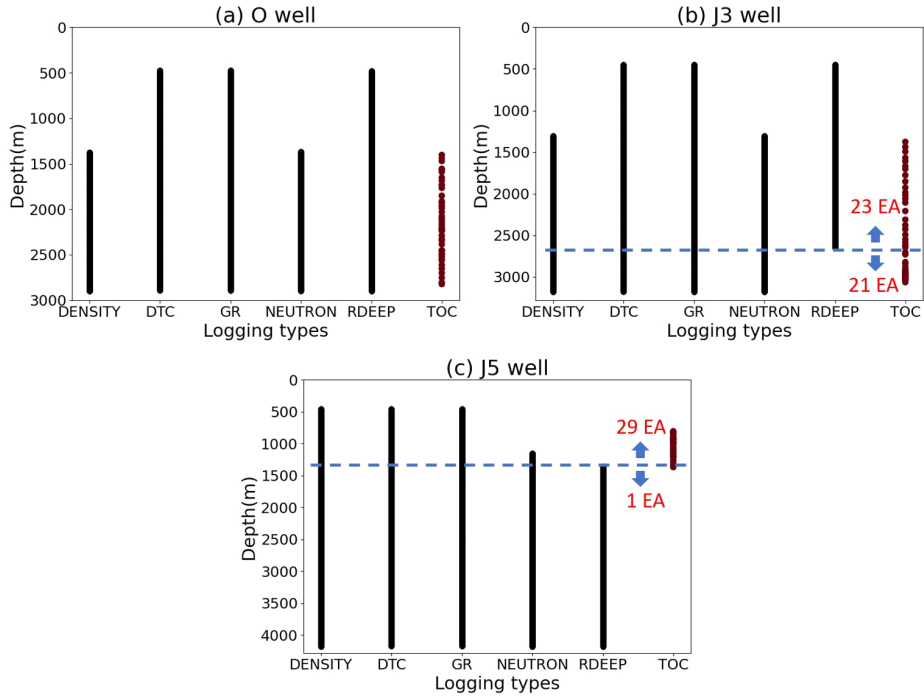 (a) O well
0
500
1000
1500
2000
2500
3000
Depth(m)
DENSITY DTC GR NEUTRON RDEEP TOC
Logging types
(b) J3 well
0
500
1000
1500
2000
2500
3000
Depth(m)
23 EA
21 EA
DENSITY DTC GR NEUTRON RDEEP TOC
Logging types
(c) J5 well
0
500
1000
1500
2000
2500
3000
3500
4000
Depth(m)
29 EA
1 EA
DENSITY DTC GR NEUTRON RDEEP TOC
Logging types